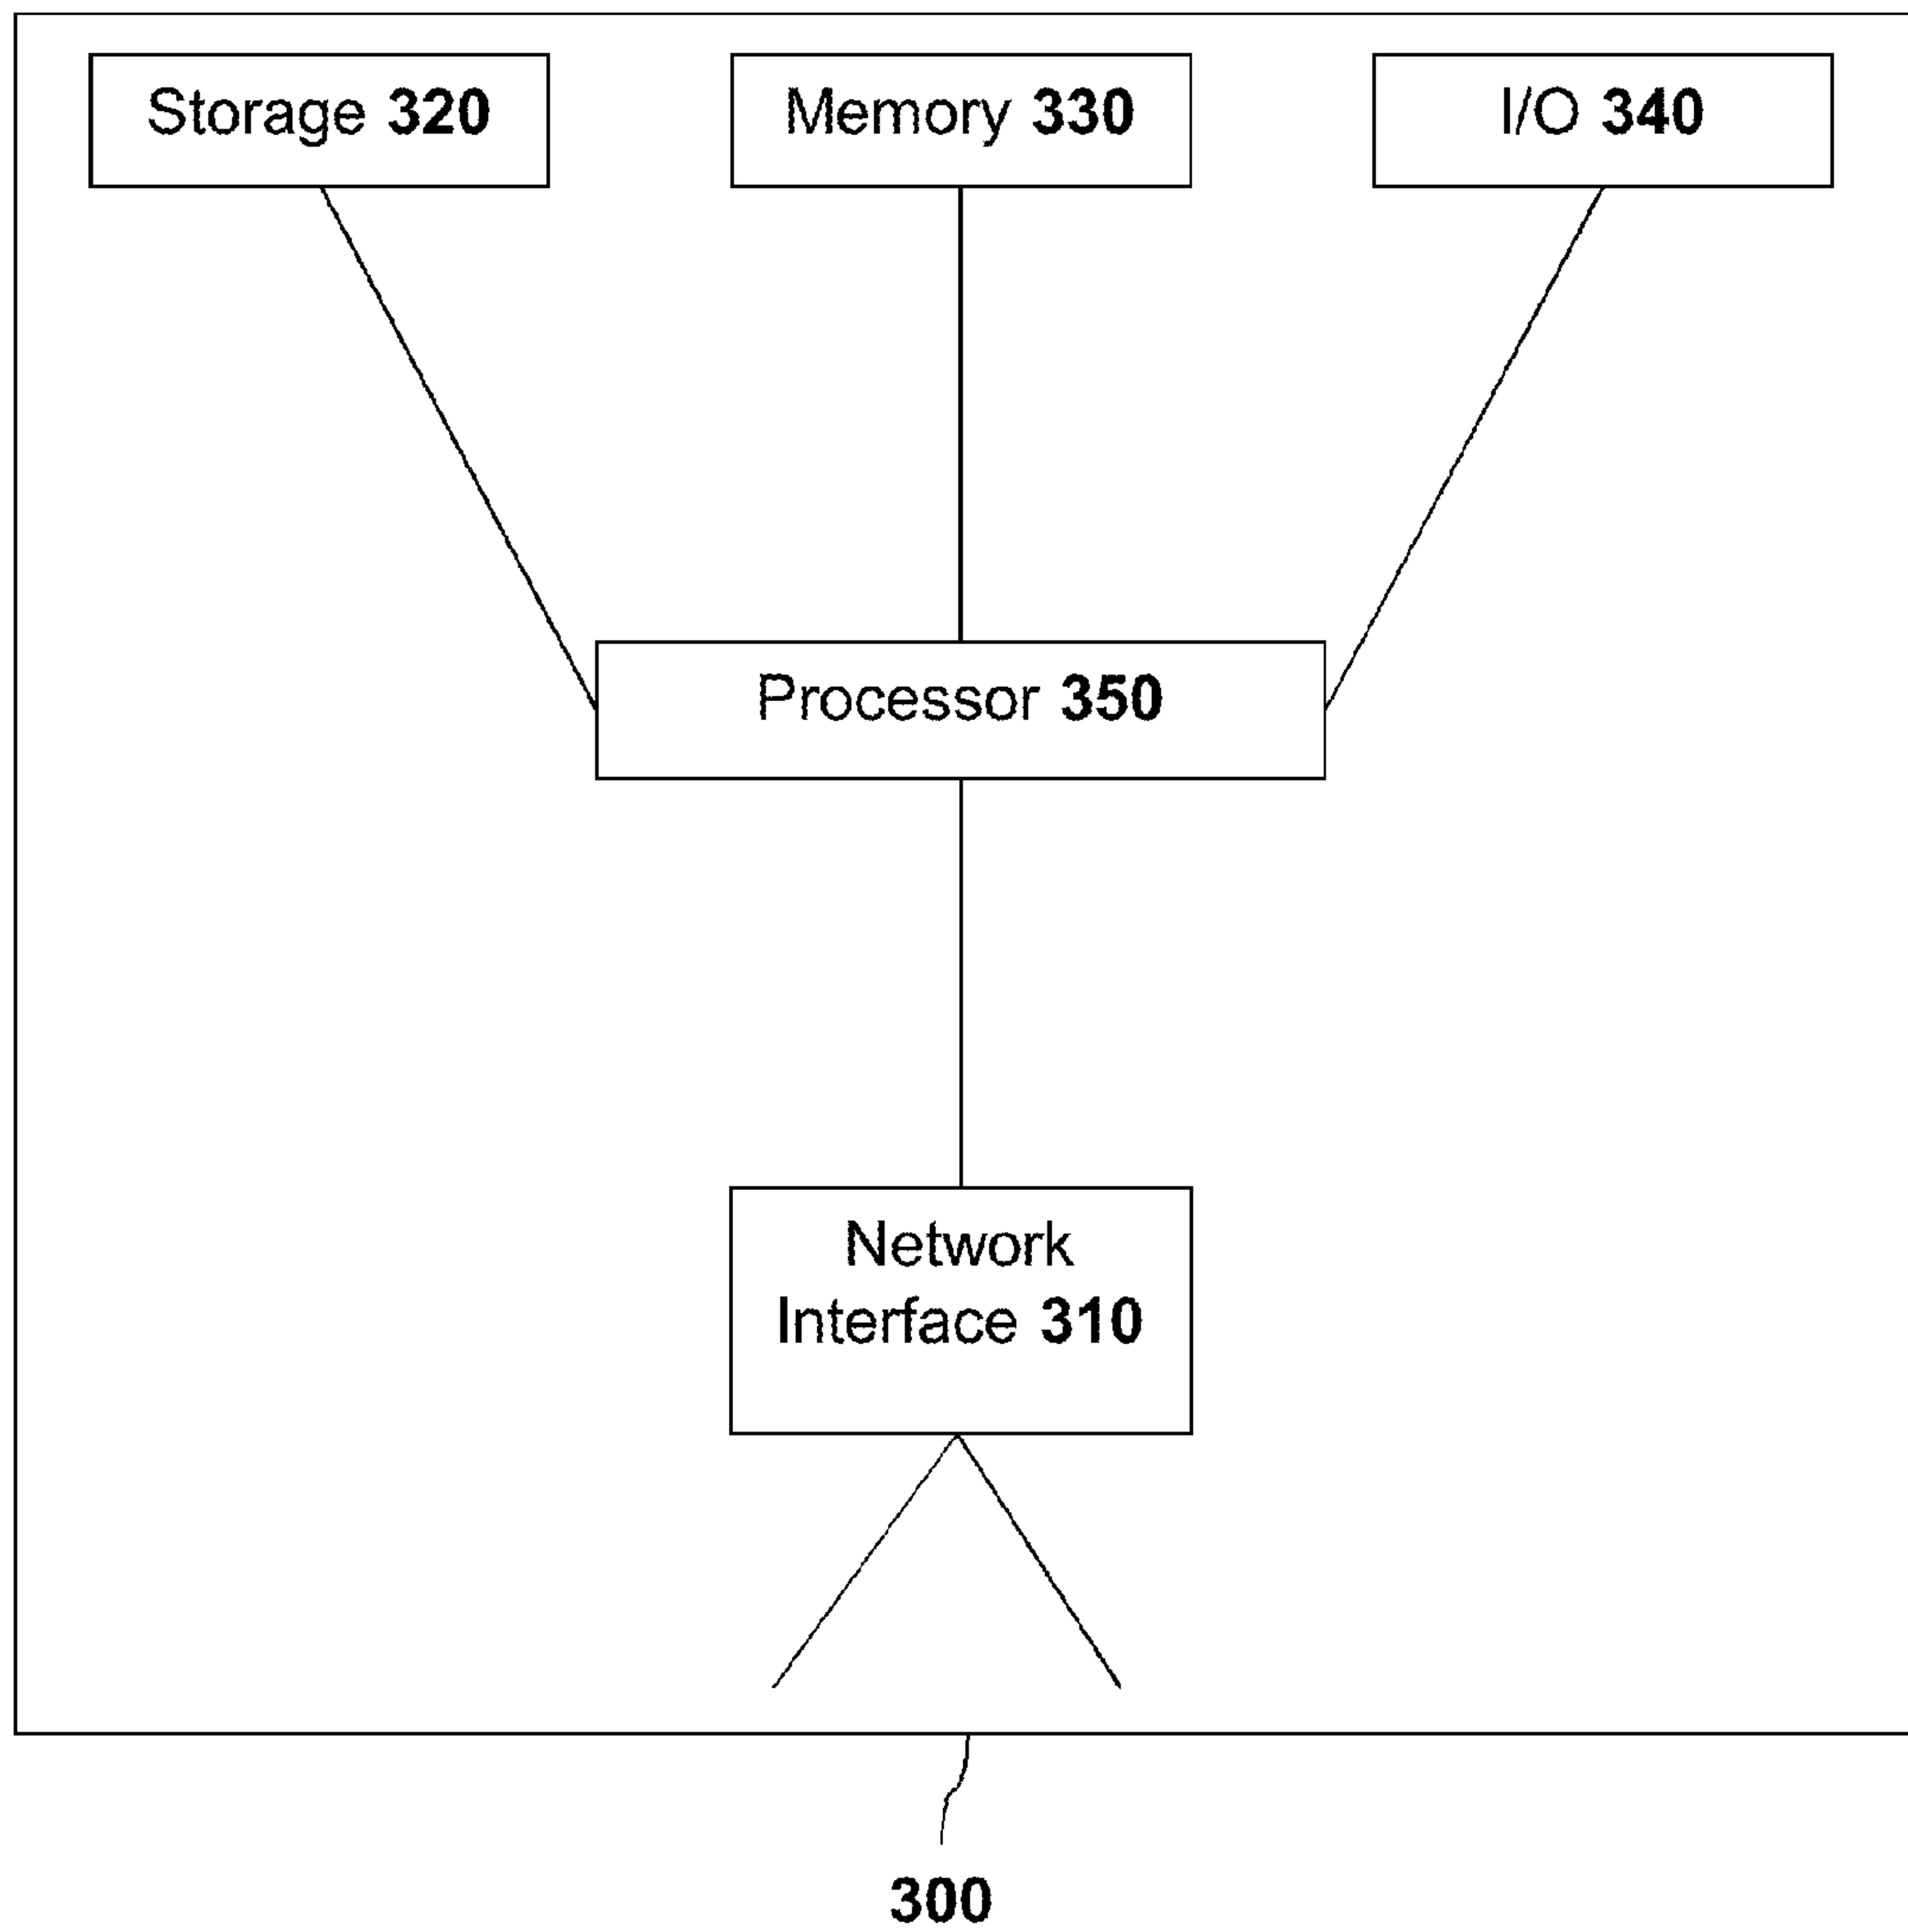 Storage 320
Memory 330
I/O 340
Processor 350
Network
Interface 310
300